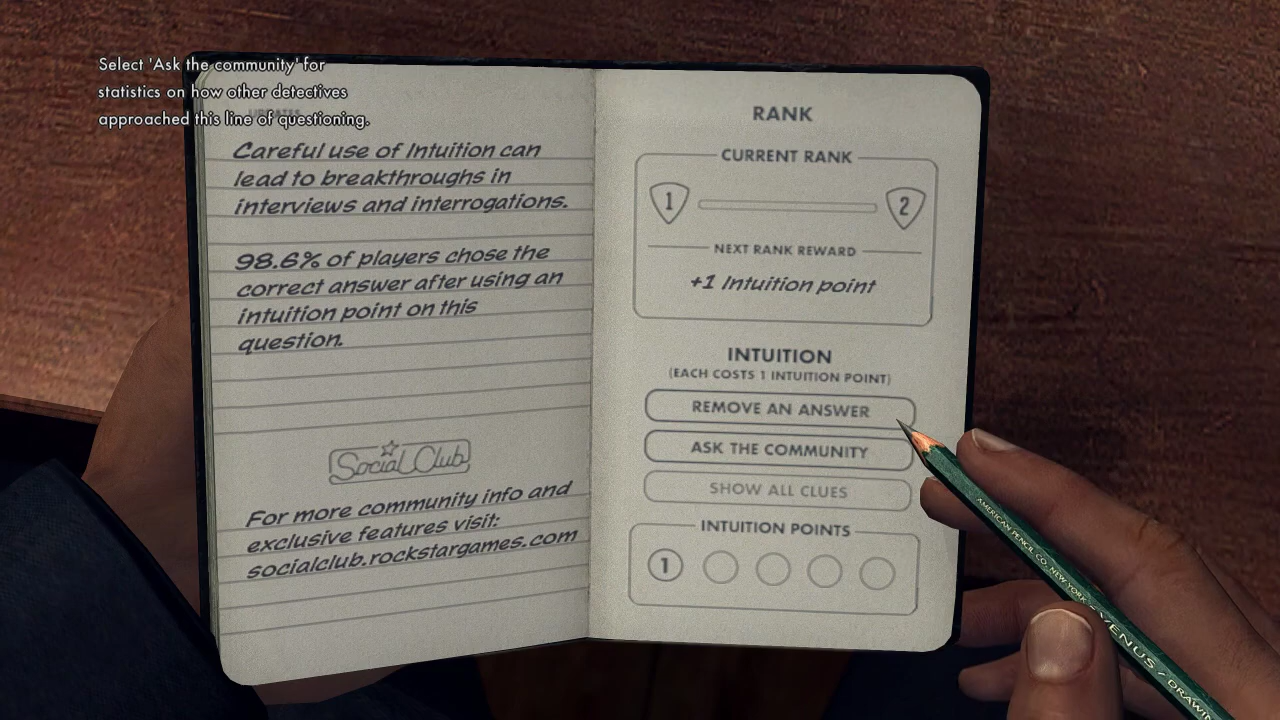 Select 'Ask the community' for
statistics on how other detectives
approached this line of questioning.
Careful use of Intuition can
lead to breakthroughs in
interviews and interrogations.
98.6% of players chose the
correct answer after using an
intuition point on this
question.
Social Club
For more community info and
exclusive features visit:
socialclub.rockstargames.com
RANK
CURRENT RANK
1 2
NEXT RANK REWARD
+1 Intuition point
INTUITION
(EACH COSTS 1 INTUITION POINT)
REMOVE AN ANSWER
ASK THE COMMUNITY
SHOW ALL CLUES
INTUITION POINTS
1
AMERICAN PENCIL CO. NEW YORK
VENUS / DRAWIN